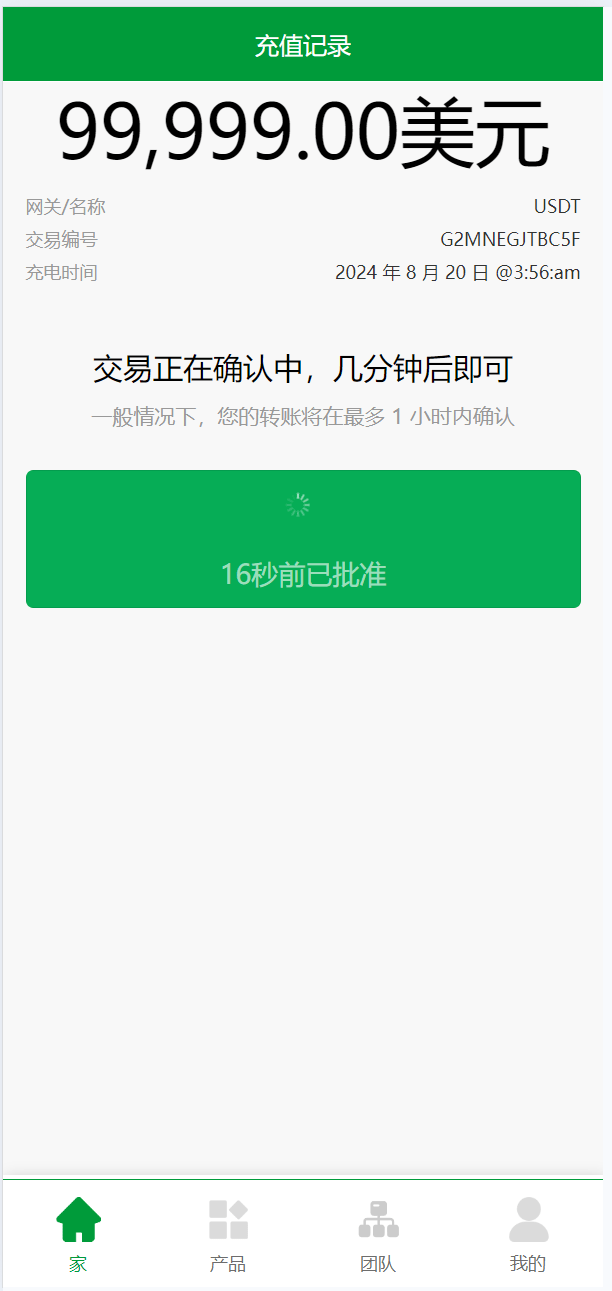 充值记录
99,999.00美元
网关/名称 USDT
交易编号 G2MNEGJTBC5F
充电时间 2024 年 8 月 20 日 @3:56:am
交易正在确认中，几分钟后即可
一般情况下，您的转账将在最多 1 小时内确认
16秒前已批准
家 产品 团队 我的